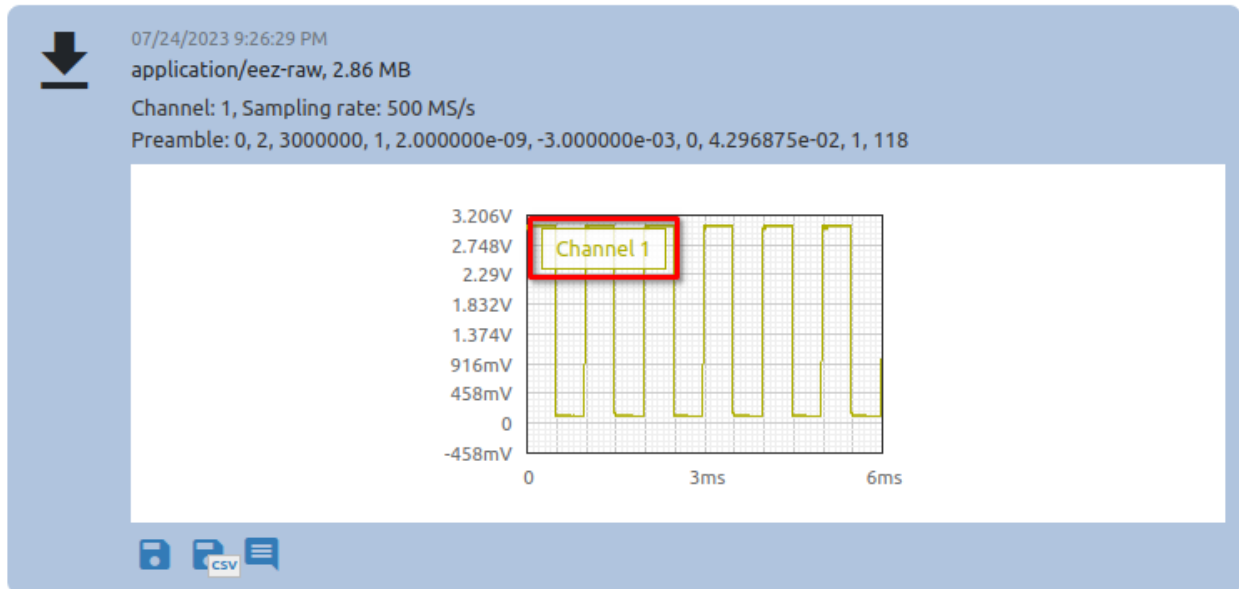 07/24/2023 9:26:29 PM
application/eez-raw, 2.86 MB
Channel: 1, Sampling rate: 500 MS/s
Preamble: 0, 2, 3000000, 1, 2.000000e-09, -3.000000e-03, 0, 4.296875e-02, 1, 118
3.206V
Channel 1
2.748V
2.29V
1.832V
1.374V
916mV
458mV
0
-458mV
0 3ms 6ms
CSV